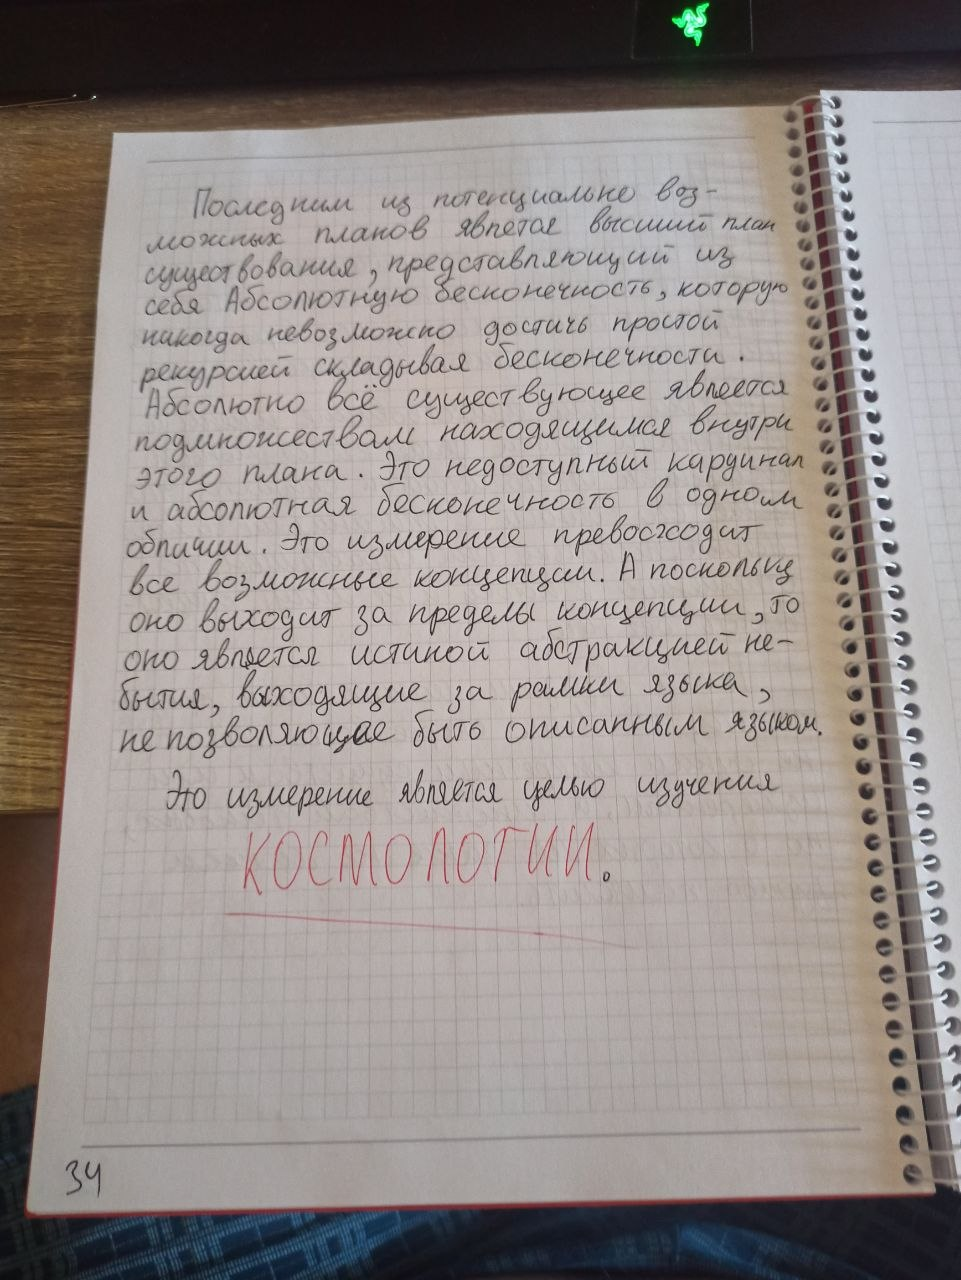 Последним из потенциально воз-
можных планов явпется высший план
существования, представляющий из
себя Абсолютную бесконечность, которую
никогда невозможно достичь простой
рекурсией складывая бесконечности.
Абсолютно всё существующее явпеется
подмножествам находящимся внутри
этого плана. Это недоступный кардинал
и абсолютная бесконечность в одном
обличии. Это измерение превосходит
все возможные концепции. А поскольку
оно выходит за пределы концепции, то
оно является истиной абстракцией не-
бытия, выходящие за рамки языка,
не позволяющее быть описанным языком.
Это измерение является целью изучения
КОСМОЛОГИИ.
34